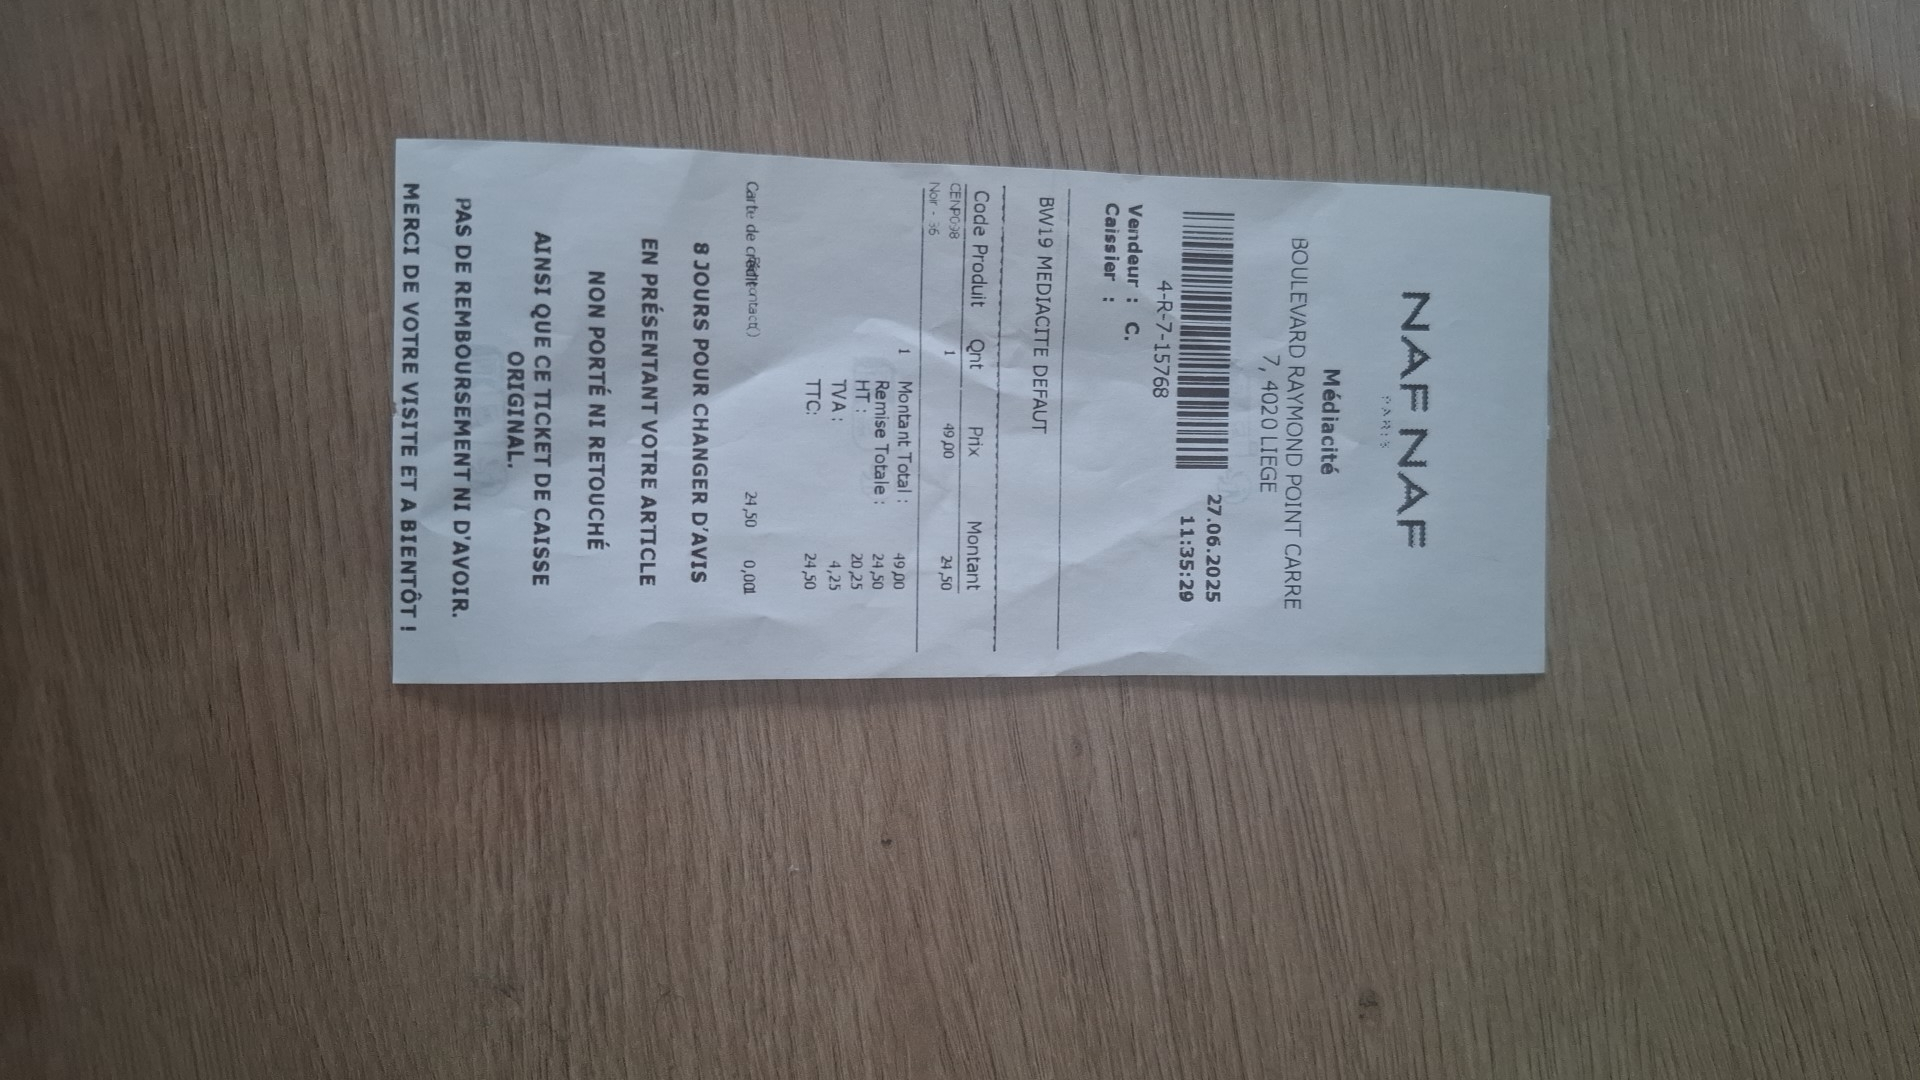 NAF NAF
PARIS
Médiacité
BOULEVARD RAYMOND POINT CARRE
7, 4020 LIEGE
27.06.2025
11:35:29
4-R-7-15768
Vendeur : C.
Caissier :
BW19 MEDIACITE DEFAUT
Code Produit Qnt Prix Montant
CENP098 1 49,00 24,50
Noir - 36
1 Montant Total : 49,00
Remise Totale : 24,50
HT : 20,25
TVA : 4,25
TTC: 24,50
Carte de crédit 24,50
8 JOURS POUR CHANGER D'AVIS
EN PRÉSENTANT VOTRE ARTICLE
NON PORTÉ NI RETOUCHÉ
AINSI QUE CE TICKET DE CAISSE
ORIGINAL.
PAS DE REMBOURSEMENT NI D'AVOIR.
MERCI DE VOTRE VISITE ET A BIENTÔT !